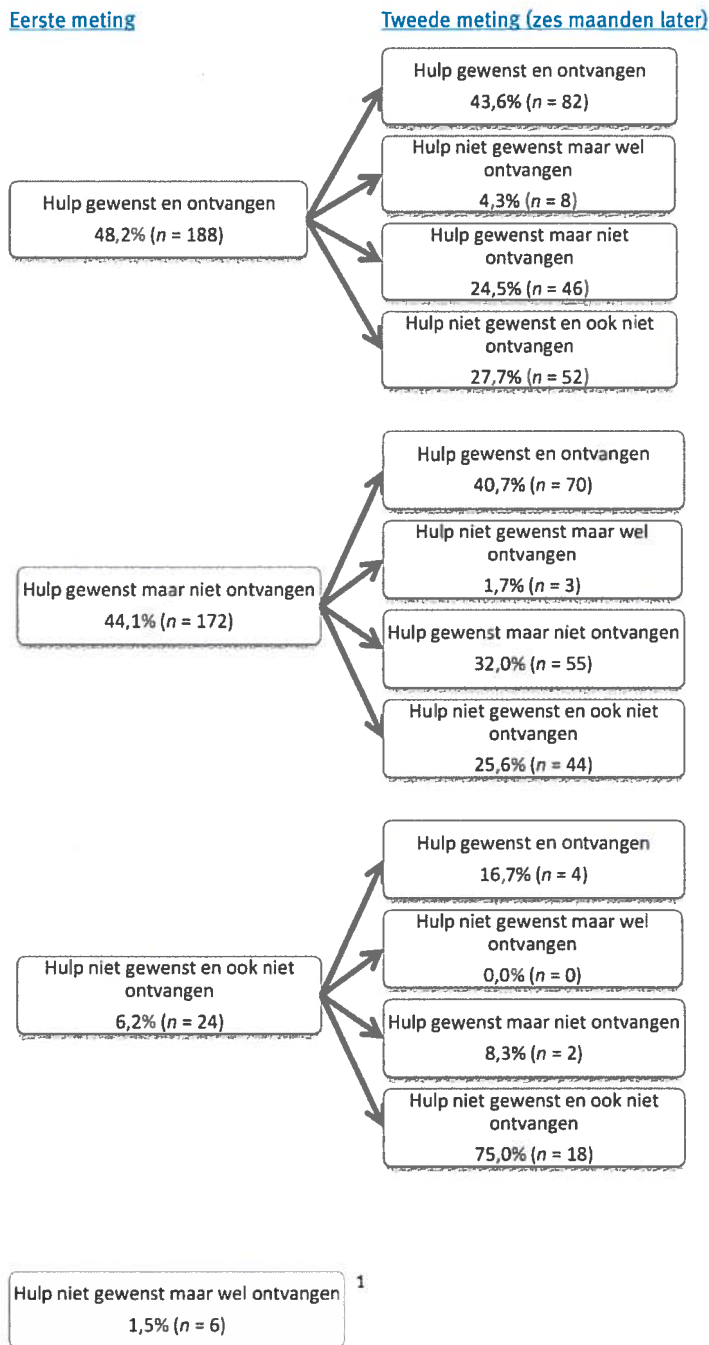 Eerste meting
Tweede meting (zes maanden later)
Hulp gewenst en ontvangen
48,2% (n = 188)
Hulp gewenst en ontvangen
43,6% (n = 82)
Hulp niet gewenst maar wel
ontvangen
4,3% (n = 8)
Hulp gewenst maar niet
ontvangen
24,5% (n = 46)
Hulp niet gewenst en ook niet
ontvangen
27,7% (n = 52)
Hulp gewenst maar niet ontvangen
44,1% (n = 172)
Hulp gewenst en ontvangen
40,7% (n = 70)
Hulp niet gewenst maar wel
ontvangen
1,7% (n = 3)
Hulp gewenst maar niet ontvangen
32,0% (n = 55)
Hulp niet gewenst en ook niet
ontvangen
25,6% (n = 44)
Hulp niet gewenst en ook niet
ontvangen
6,2% (n = 24)
Hulp gewenst en ontvangen
16,7% (n = 4)
Hulp niet gewenst maar wel
ontvangen
0,0% (n = 0)
Hulp gewenst maar niet ontvangen
8,3% (n = 2)
Hulp niet gewenst en ook niet
ontvangen
75,0% (n = 18)
Hulp niet gewenst maar wel ontvangen 1
1,5% (n = 6)